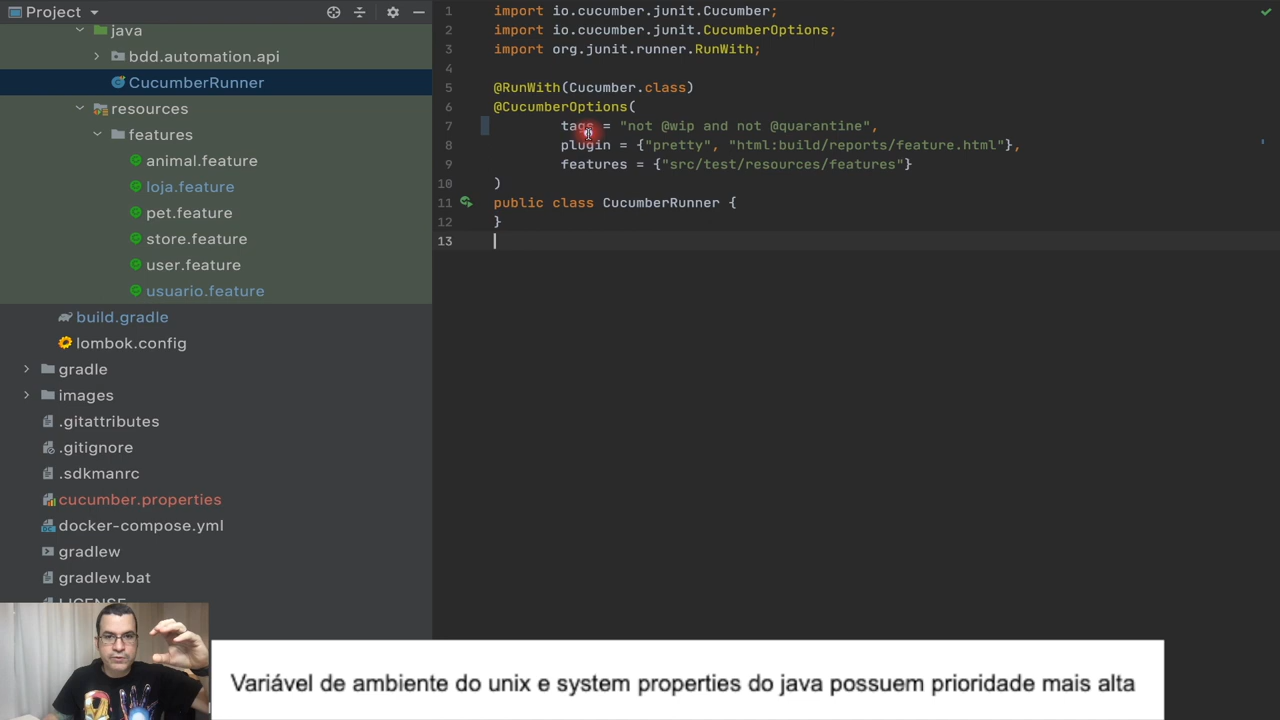 Project
java
bdd.automation.api
CucumberRunner
resources
features
animal.feature
loja.feature
pet.feature
store.feature
user.feature
usuario.feature
build.gradle
lombok.config
gradle
images
.gitattributes
.gitignore
.sdkmanrc
cucumber.properties
docker-compose.yml
gradlew
gradlew.bat
LICENSE
1 import io.cucumber.junit.Cucumber;
2 import io.cucumber.junit.CucumberOptions;
3 import org.junit.runner.RunWith;
4
5 @RunWith(Cucumber.class)
6 @CucumberOptions(
7 tags = "not @wip and not @quarantine",
8 plugin = {"pretty", "html:build/reports/feature.html"},
9 features = {"src/test/resources/features"}
10 )
11 public class CucumberRunner {
12 }
13
Variável de ambiente do unix e system properties do java possuem prioridade mais alta